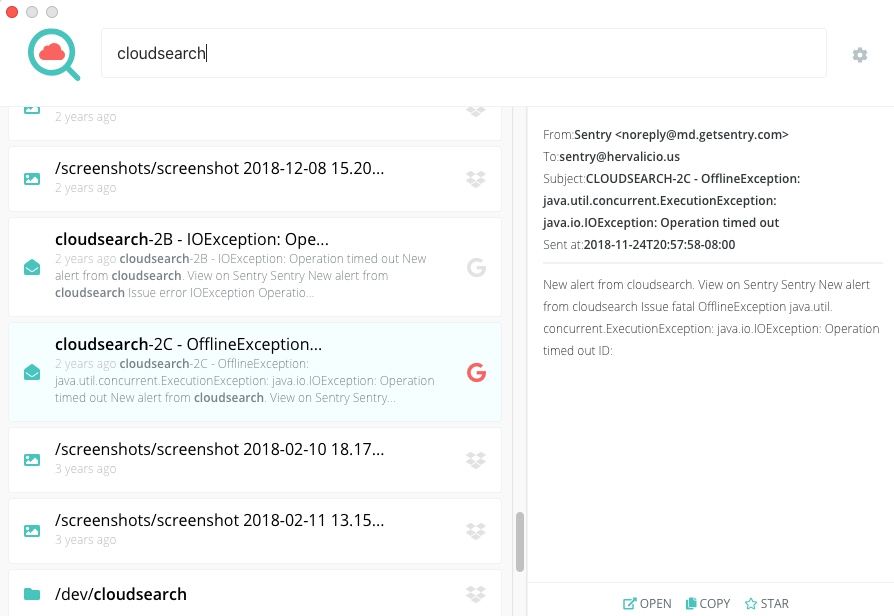 cloudsearch
2 years ago
/screenshots/screenshot 2018-12-08 15.20...
2 years ago
cloudsearch-2B - IOException: Ope...
2 years ago cloudsearch-2B - IOException: Operation timed out New
alert from cloudsearch. View on Sentry Sentry New alert from
cloudsearch Issue error IOException Operatio...
cloudsearch-2C - OfflineException...
2 years ago cloudsearch-2C - OfflineException:
java.util.concurrent.ExecutionException: java.io.IOException: Operation
timed out New alert from cloudsearch. View on Sentry Sentry...
/screenshots/screenshot 2018-02-10 18.17...
3 years ago
/screenshots/screenshot 2018-02-11 13.15...
3 years ago
/dev/cloudsearch
From:Sentry <noreply@md.getsentry.com>
To:sentry@hervalicio.us
Subject:CLOUDSEARCH-2C - OfflineException:
java.util.concurrent.ExecutionException:
java.io.IOException: Operation timed out
Sent at:2018-11-24T20:57:58-08:00
New alert from cloudsearch. View on Sentry Sentry New alert
from cloudsearch Issue fatal OfflineException java.util.
concurrent.ExecutionException: java.io.IOException: Operation
timed out ID:
OPEN COPY STAR